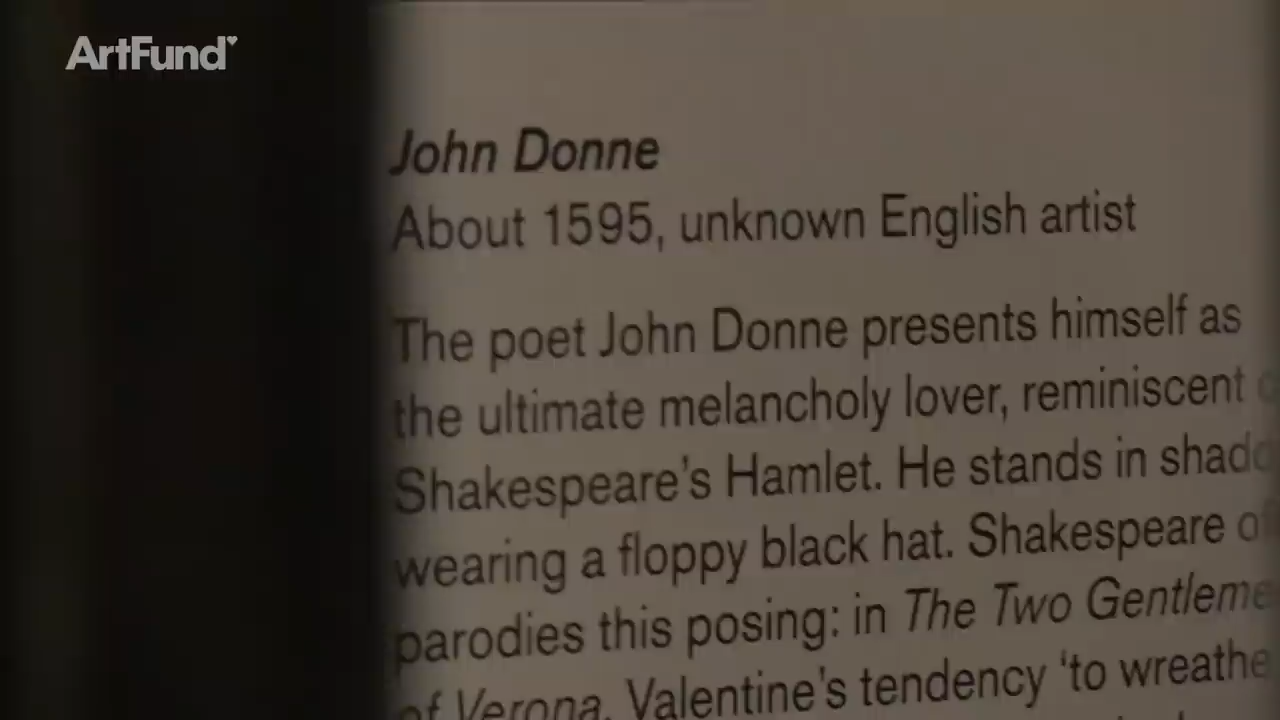 ArtFund
John Donne
About 1595, unknown English artist
The poet John Donne presents himself as
the ultimate melancholy lover, reminiscent
Shakespeare's Hamlet. He stands in
wearing a floppy black hat. Shakespeare
parodies this posing: in The Two
of Verona, Valentine's tendency 'to wreathe